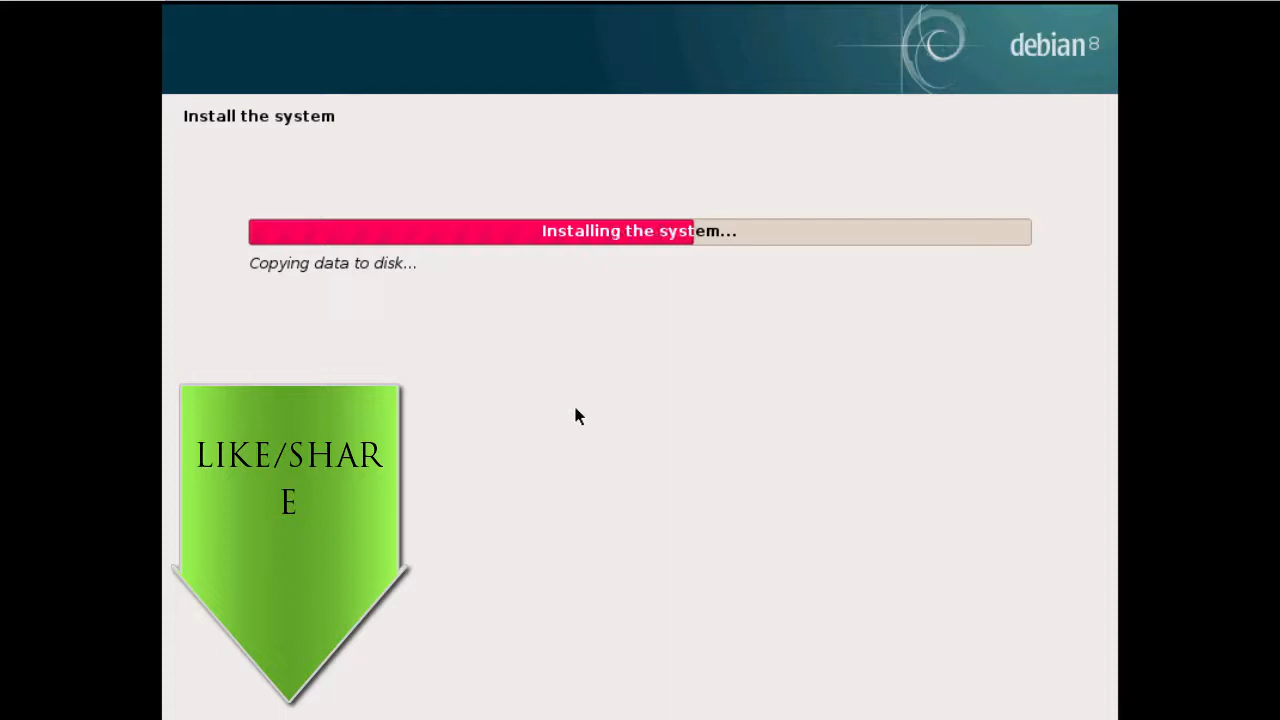 debian 8
Install the system
Installing the system...
Copying data to disk...
LIKE/SHAR
E